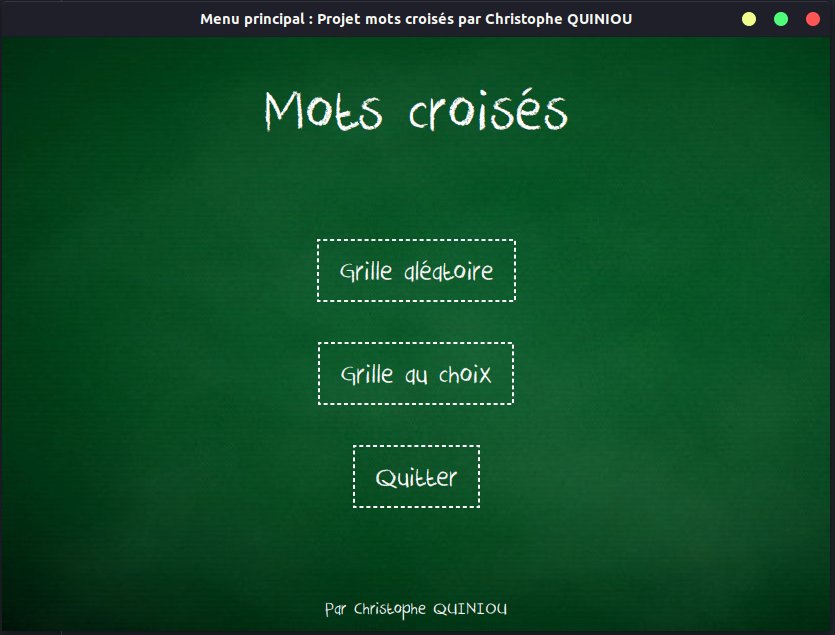 Menu principal : Projet mots croisés par Christophe QUINIOU
Mots croisés
Grille aléatoire
Grille au choix
Quitter
Par Christophe QUINIOU